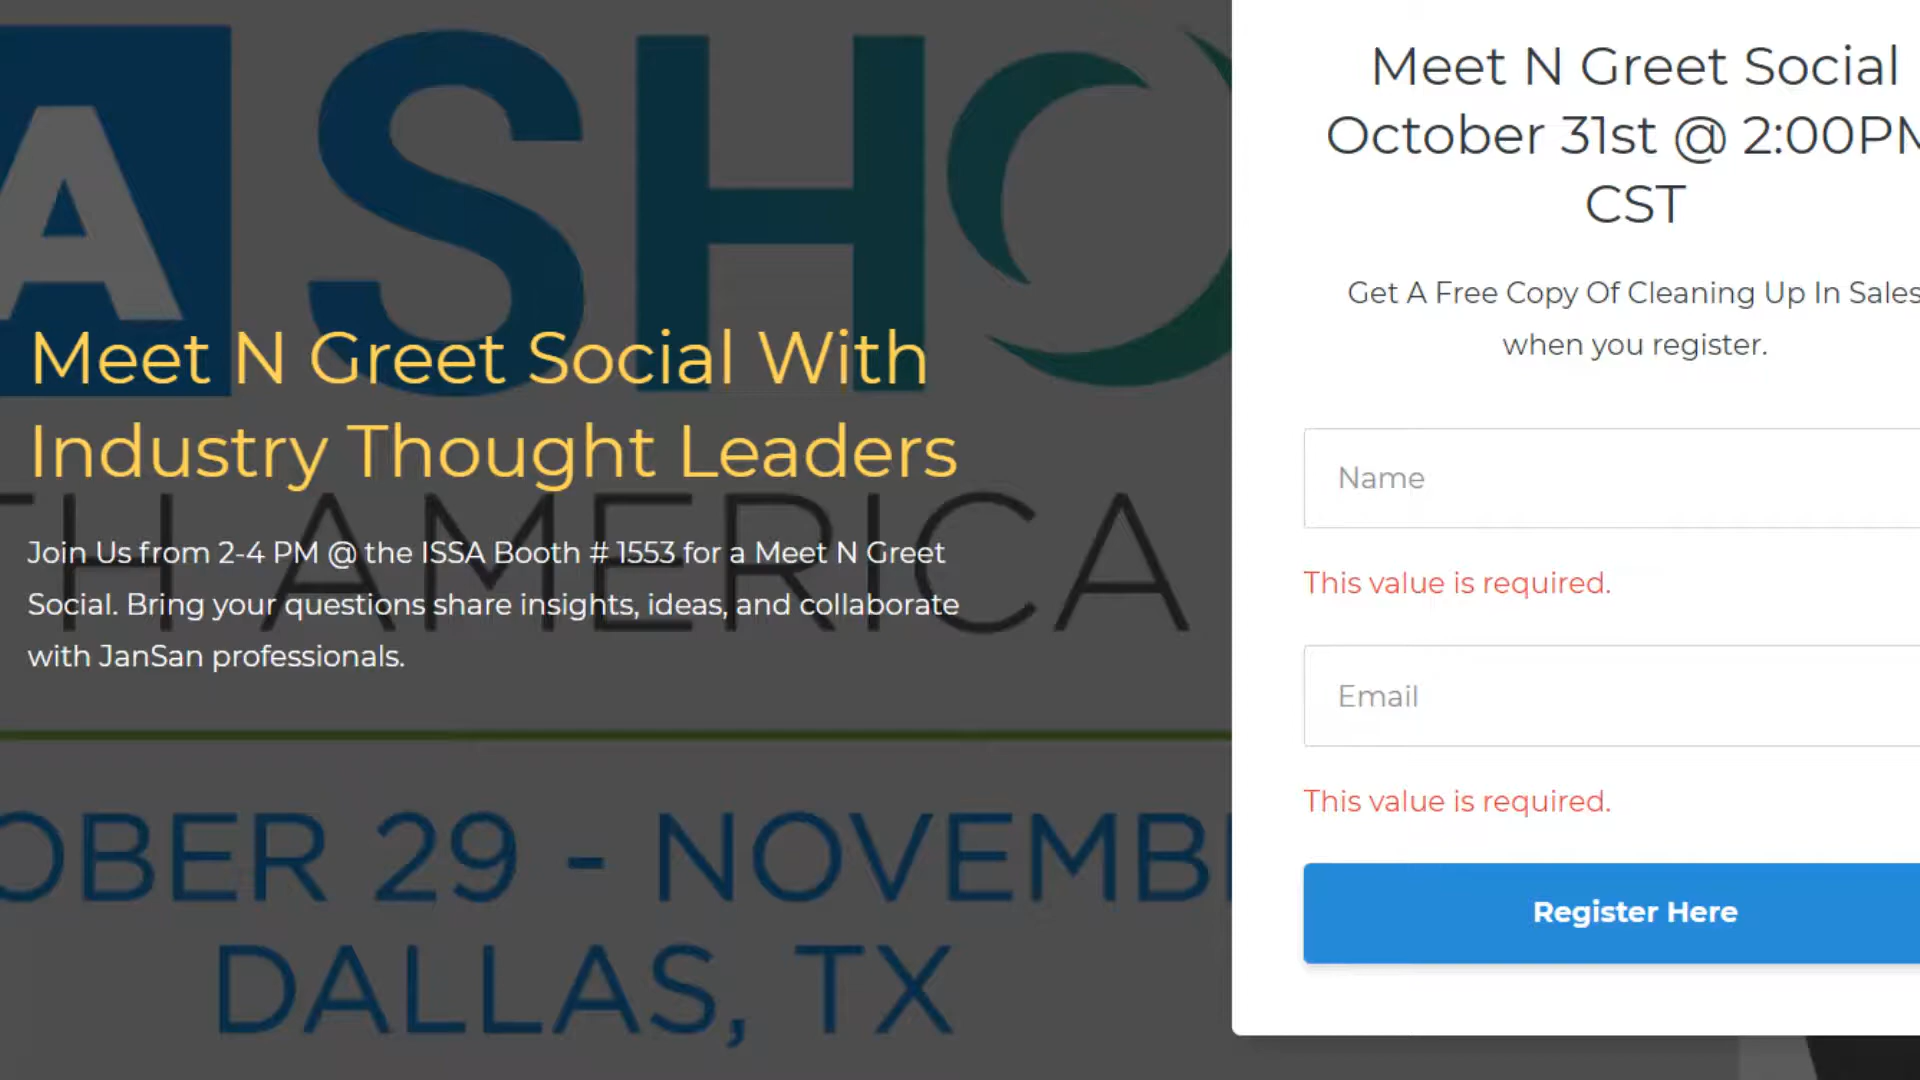 A SHO
Meet N Greet Social With
Industry Thought Leaders
TH AMERICA
Join Us from 2-4 PM @ the ISSA Booth # 1553 for a Meet N Greet
Social. Bring your questions share insights, ideas, and collaborate
with JanSan professionals.
OBER 29 - NOVEMB
DALLAS, TX
Meet N Greet Social
October 31st @ 2:00PM
CST
Get A Free Copy Of Cleaning Up In Sales
when you register.
Name
This value is required.
Email
This value is required.
Register Here